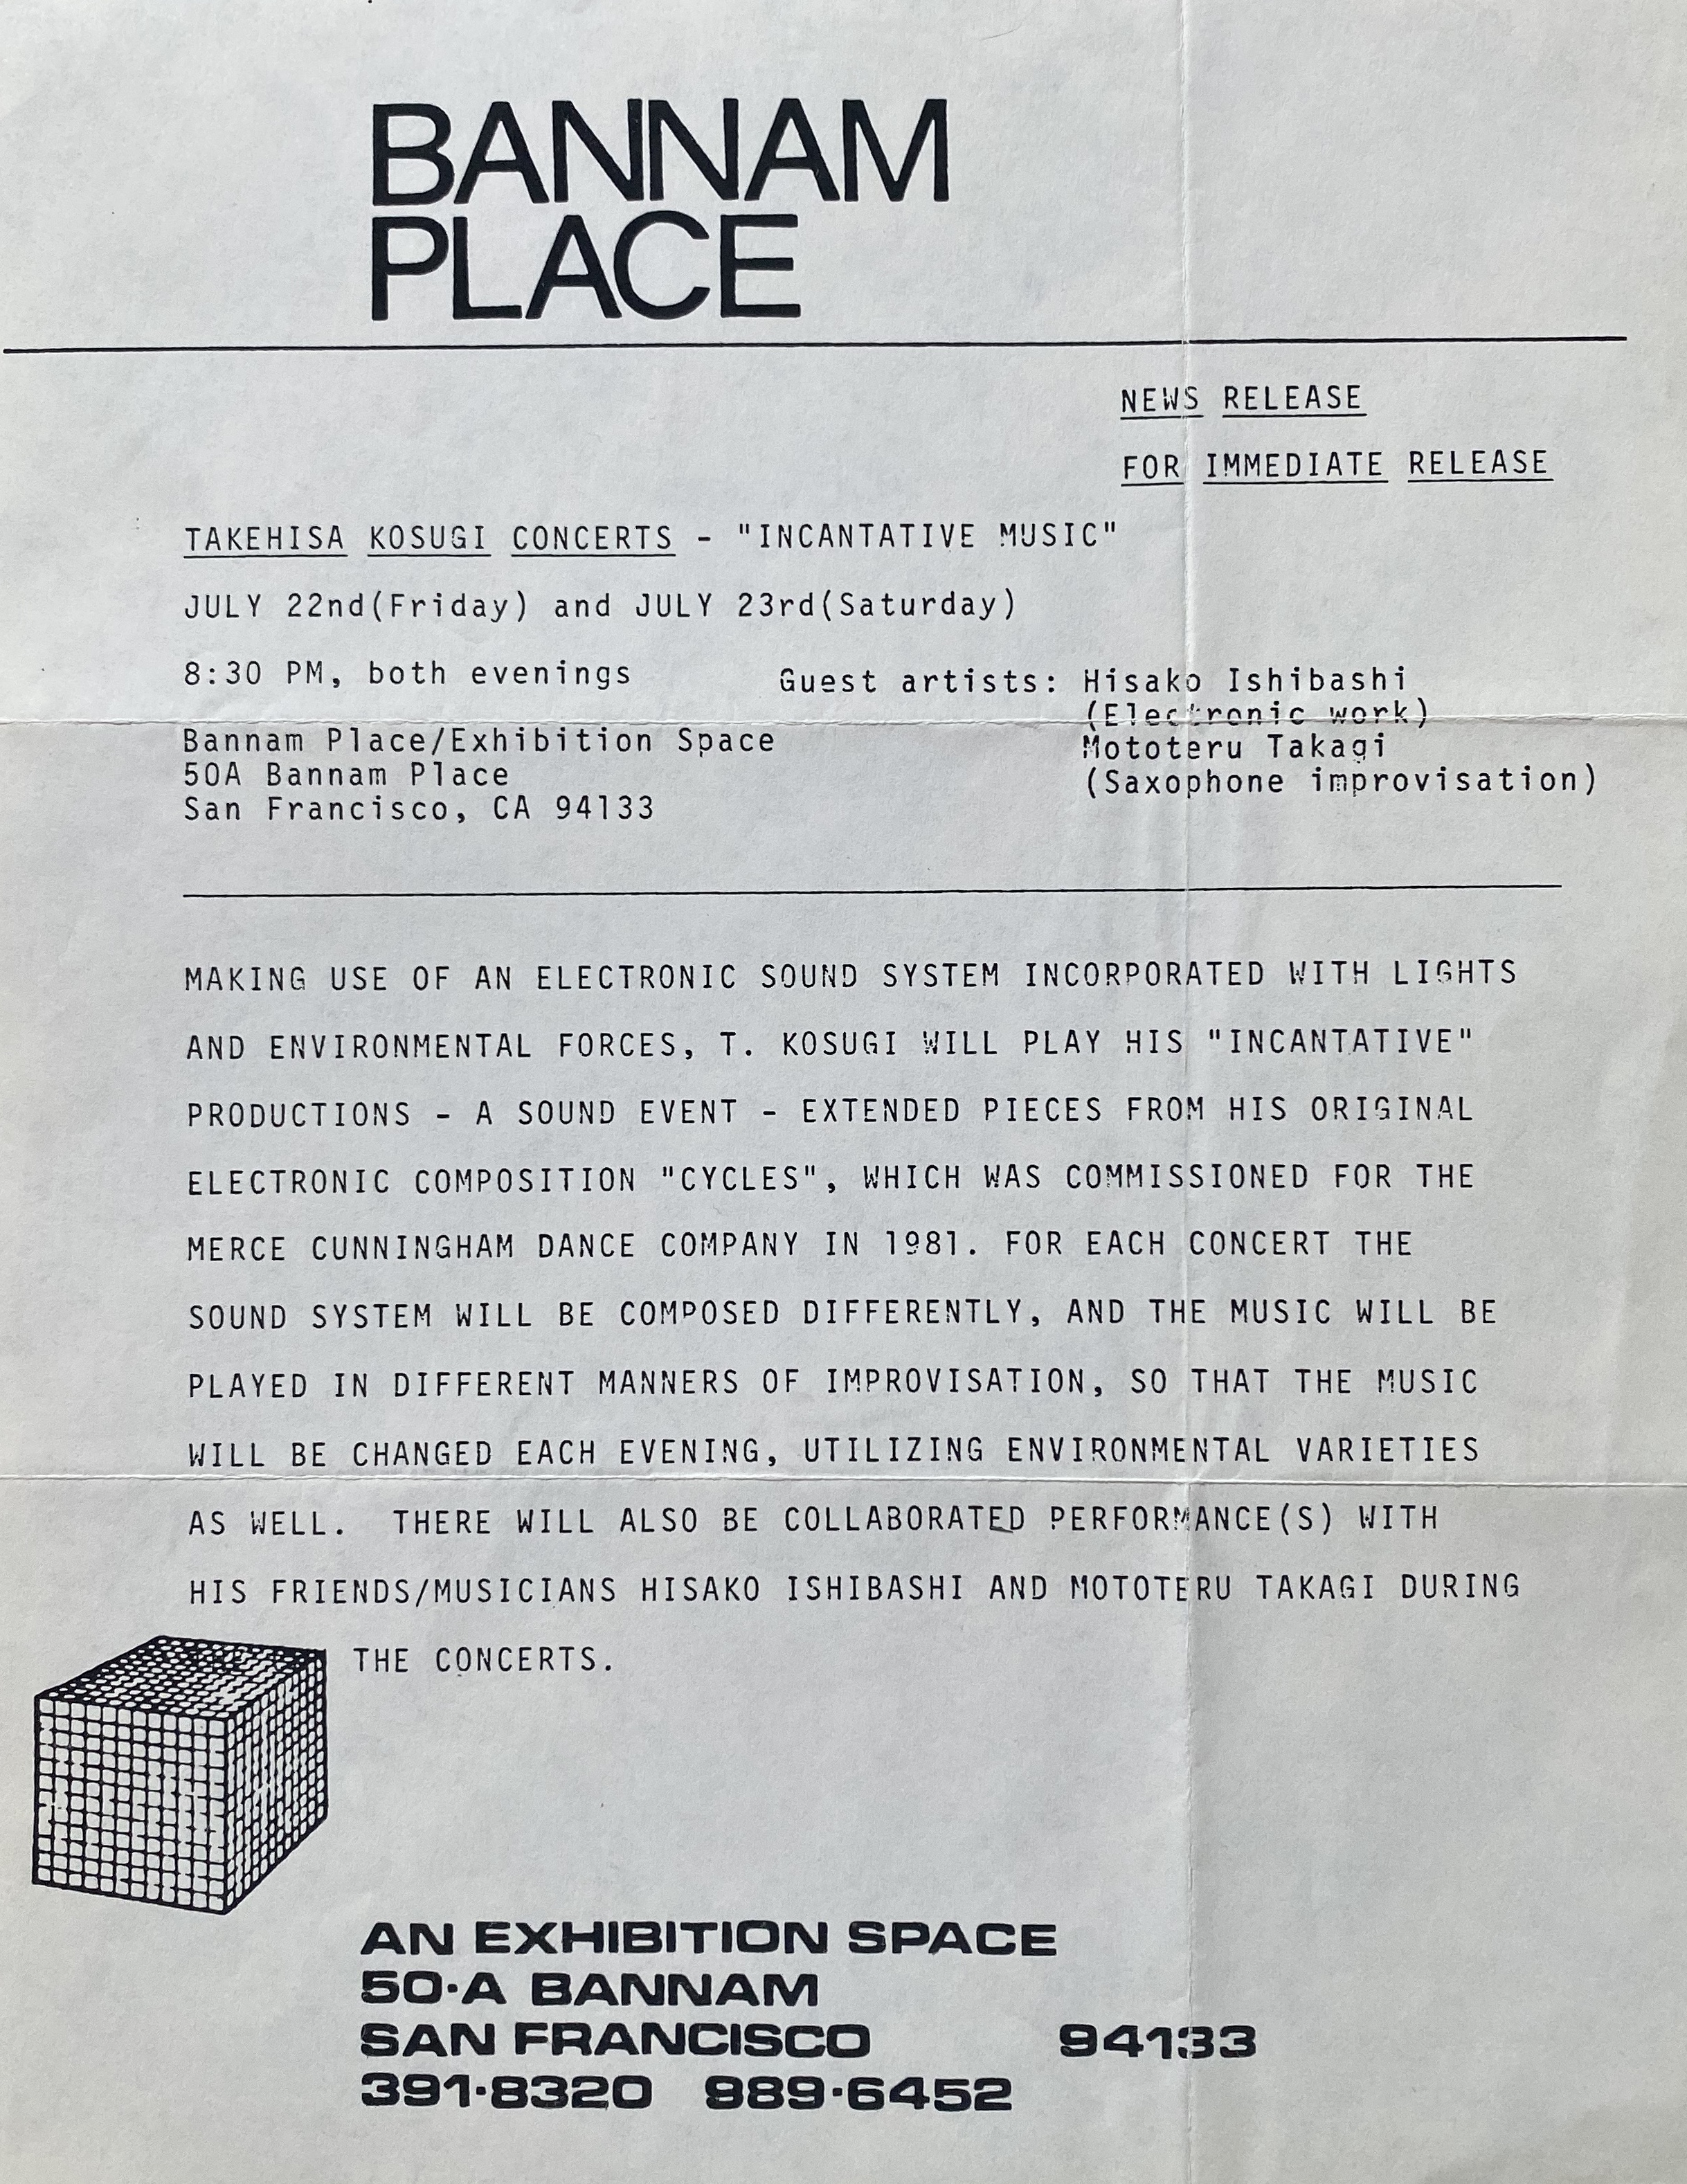 BANNAM
PLACE
NEWS RELEASE
FOR IMMEDIATE RELEASE
TAKEHISA KOSUGI CONCERTS - "INCANTATIVE MUSIC"
JULY 22nd(Friday) and JULY 23rd(Saturday)
8:30 PM, both evenings
Guest artists: Hisako Ishibashi
(Electronic work)
Mototeru Takagi
(Saxophone improvisation)
Bannam Place/Exhibition Space
50A Bannam Place
San Francisco, CA 94133
MAKING USE OF AN ELECTRONIC SOUND SYSTEM INCORPORATED WITH LIGHTS
AND ENVIRONMENTAL FORCES, T. KOSUGI WILL PLAY HIS "INCANTATIVE"
PRODUCTIONS - A SOUND EVENT - EXTENDED PIECES FROM HIS ORIGINAL
ELECTRONIC COMPOSITION "CYCLES", WHICH WAS COMMISSIONED FOR THE
MERCE CUNNINGHAM DANCE COMPANY IN 1981. FOR EACH CONCERT THE
SOUND SYSTEM WILL BE COMPOSED DIFFERENTLY, AND THE MUSIC WILL BE
PLAYED IN DIFFERENT MANNERS OF IMPROVISATION, SO THAT THE MUSIC
WILL BE CHANGED EACH EVENING, UTILIZING ENVIRONMENTAL VARIETIES
AS WELL.  THERE WILL ALSO BE COLLABORATED PERFORMANCE(S) WITH
HIS FRIENDS/MUSICIANS HISAKO ISHIBASHI AND MOTOTERU TAKAGI DURING
THE CONCERTS.
AN EXHIBITION SPACE
50·A BANNAM
SAN FRANCISCO 94133
391·8320 989·6452